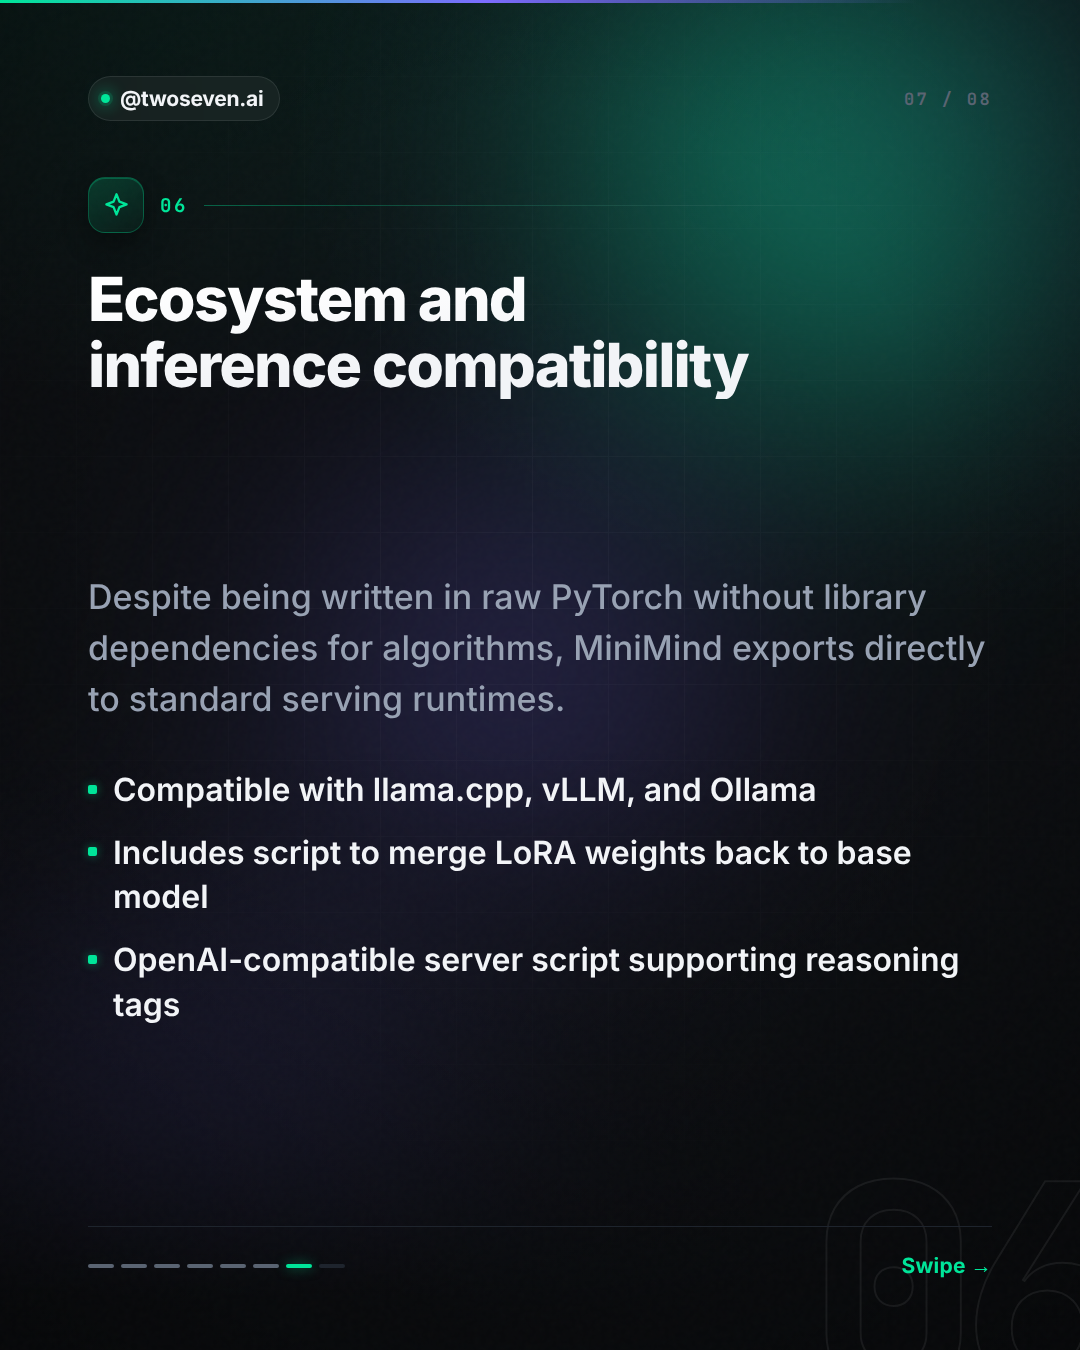 @twoseven.ai
07 / 08
06
Ecosystem and
inference compatibility
Despite being written in raw PyTorch without library
dependencies for algorithms, MiniMind exports directly
to standard serving runtimes.
Compatible with llama.cpp, vLLM, and Ollama
Includes script to merge LoRA weights back to base
model
OpenAI-compatible server script supporting reasoning
tags
06
Swipe →